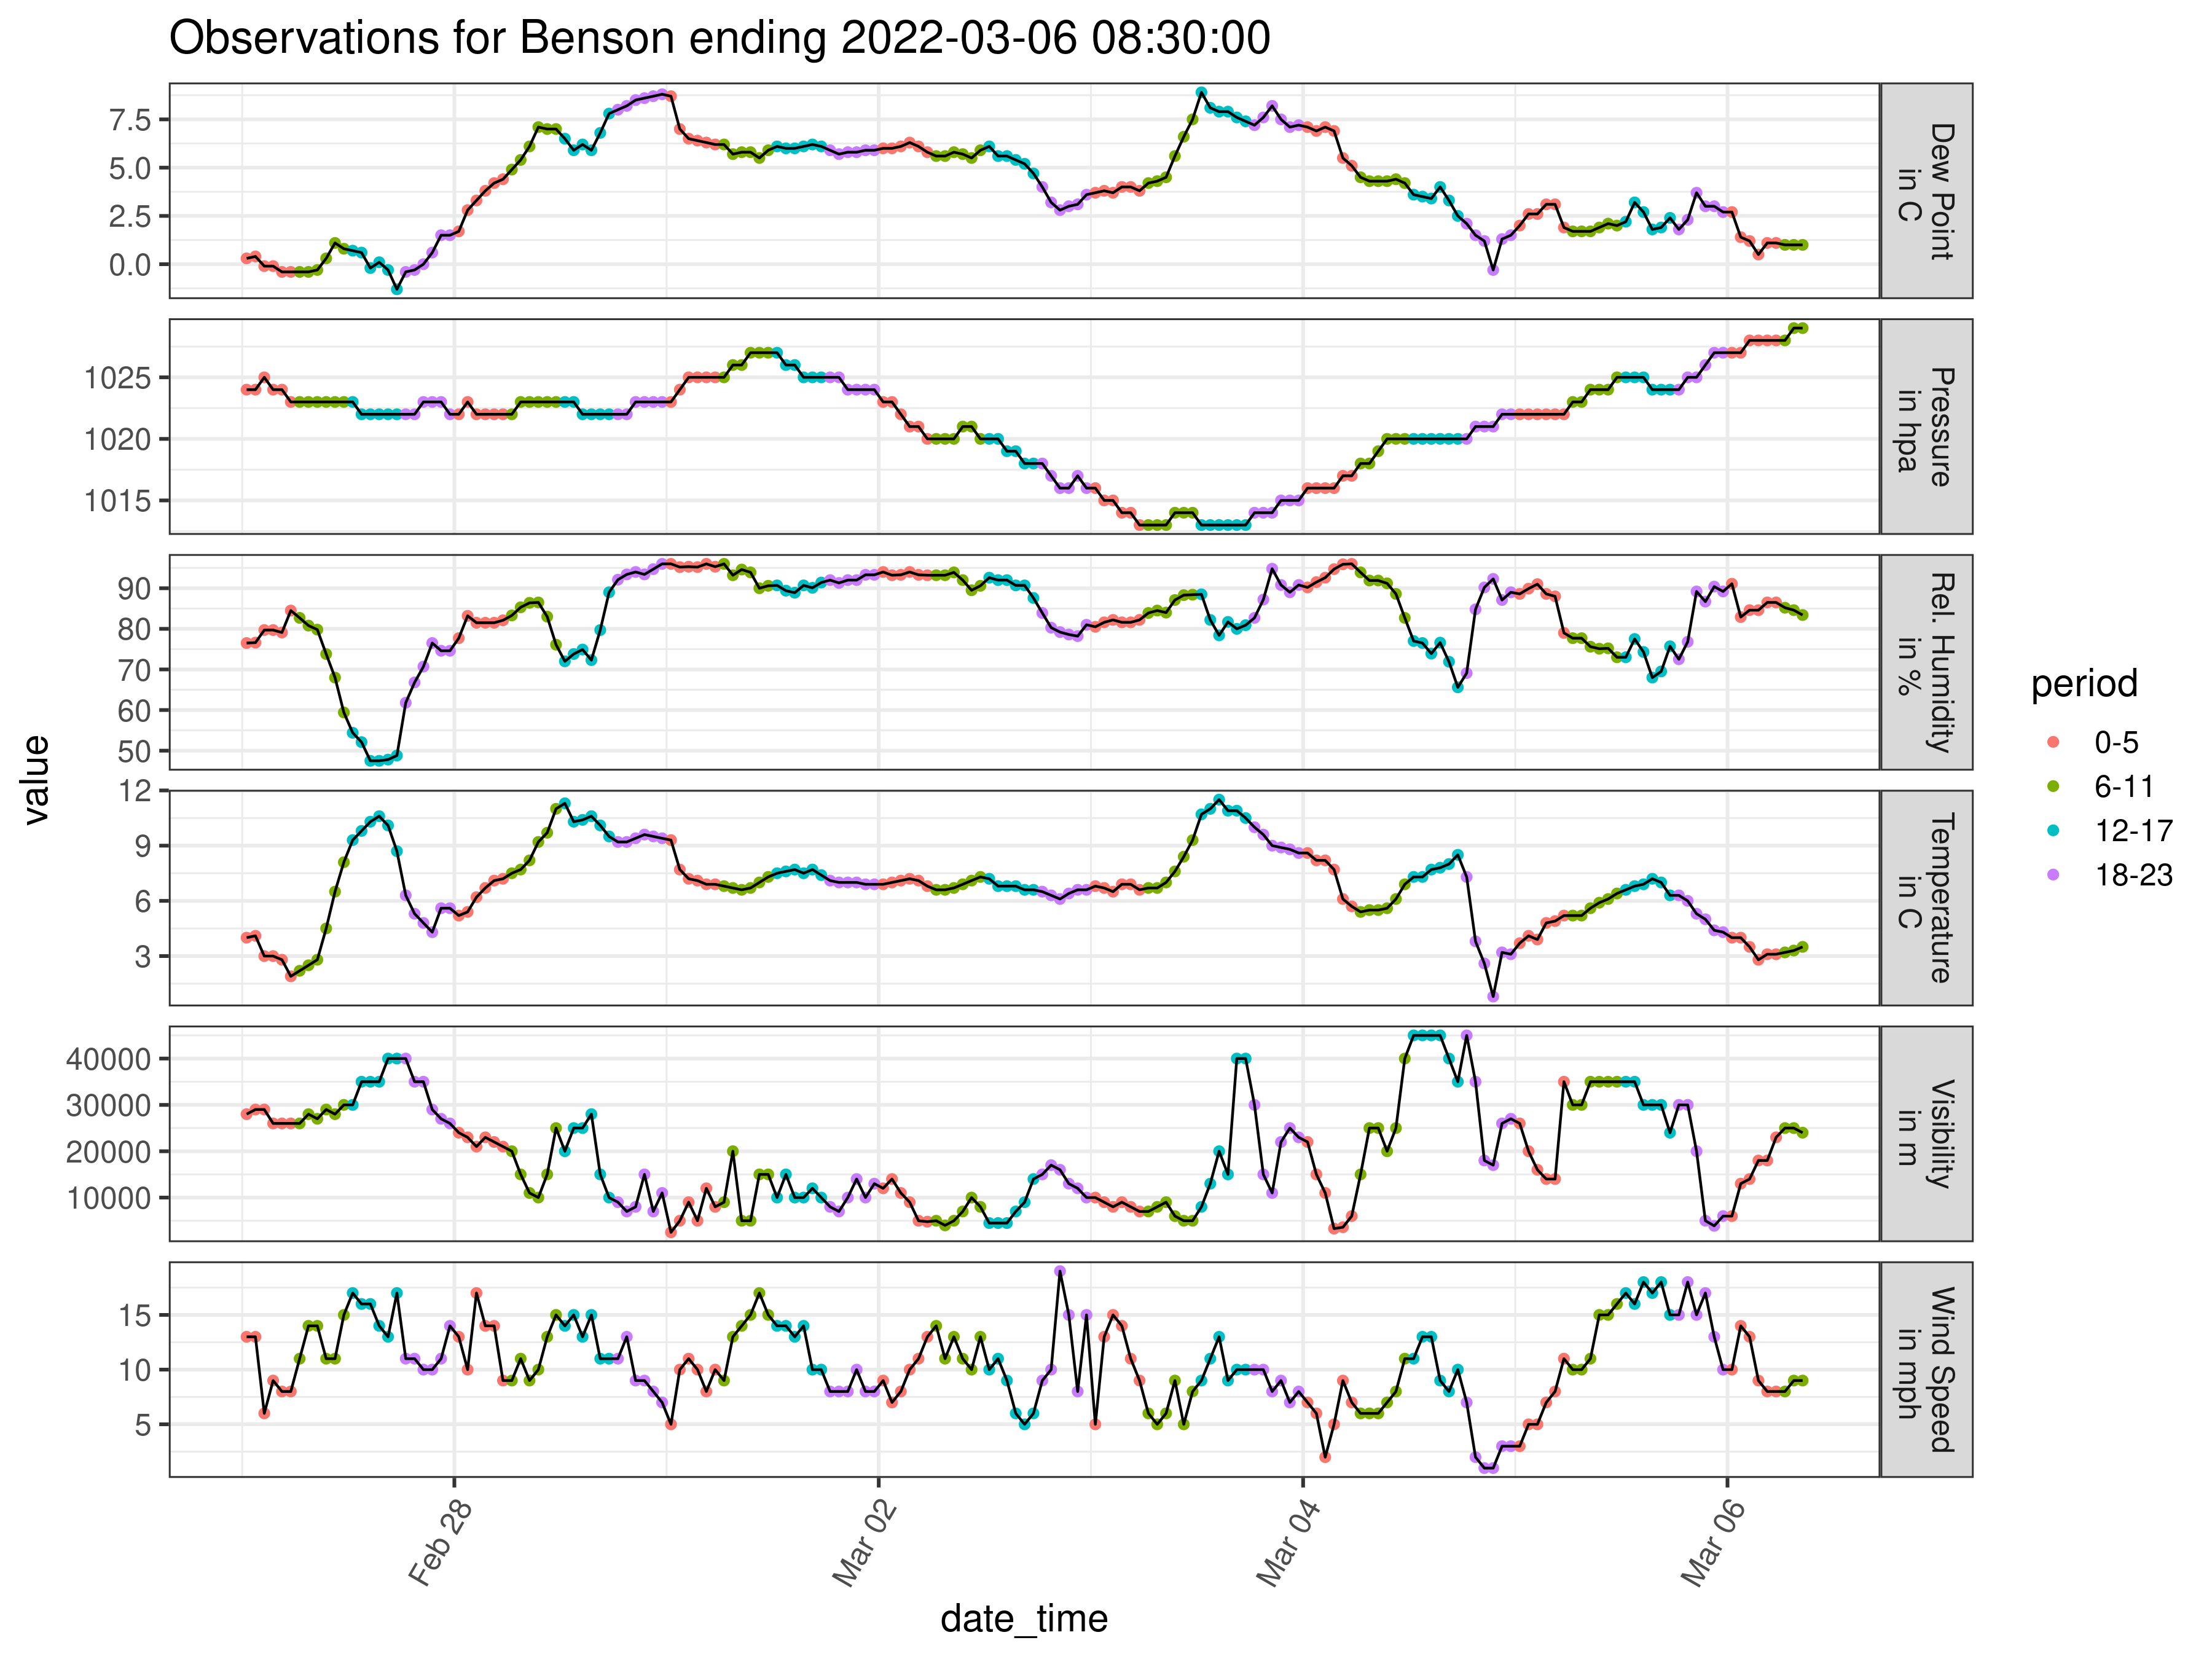 Observations for Benson ending 2022-03-06 08:30:00
value
7.5
5.0
2.5
0.0
Dew Point
in C
1025
1020
1015
Pressure
in hpa
90
80
70
60
50
Rel. Humidity
in %
12
9
6
3
Temperature
in C
40000
30000
20000
10000
Visibility
in m
15
10
5
Wind Speed
in mph
Feb 28
Mar 02
Mar 04
Mar 06
date_time
period
0-5
6-11
12-17
18-23